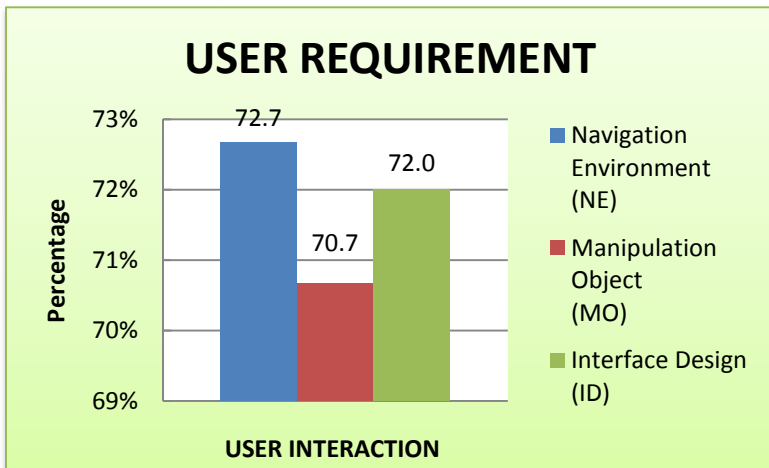 USER REQUIREMENT
73%
72%
71%
70%
69%
Percentage
72.7
70.7
72.0
USER INTERACTION
Navigation
Environment
(NE)
Manipulation
Object
(MO)
Interface Design
(ID)